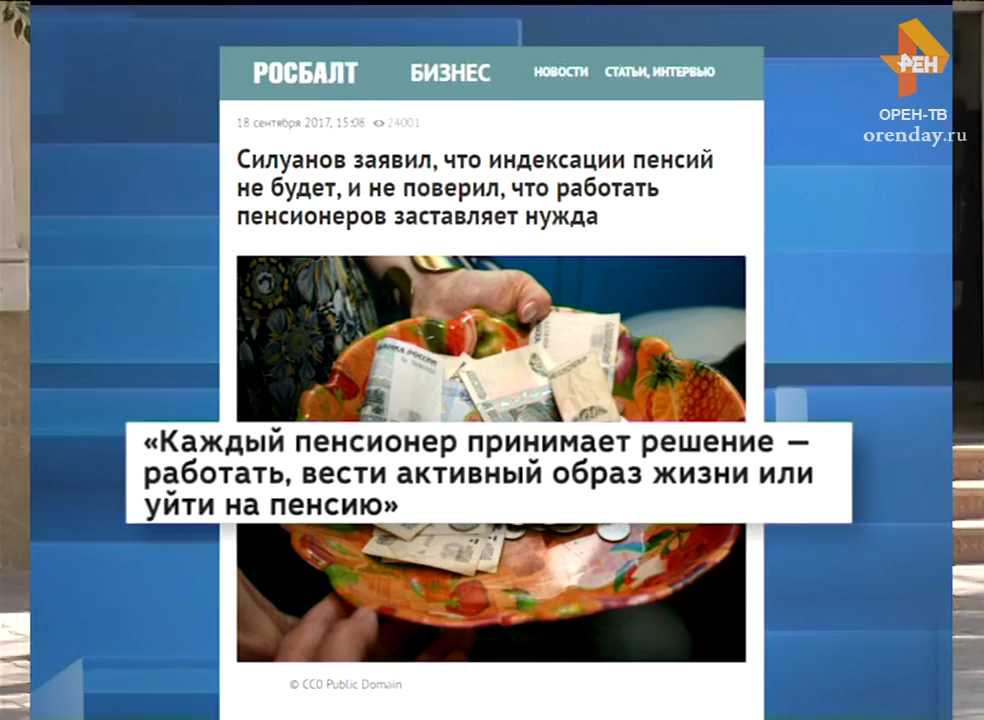 РЕН
ОРЕН-ТВ
orenday.ru
РОСБАЛТ БИЗНЕС НОВОСТИ СТАТЬИ, ИНТЕРВЬЮ
18 сентября 2017, 15:08 24001
Силуанов заявил, что индексации пенсий
не будет, и не поверил, что работать
пенсионеров заставляет нужда
БАНКА РОССИИ
«Каждый пенсионер принимает решение —
работать, вести активный образ жизни или
уйти на пенсию»
© CC0 Public Domain